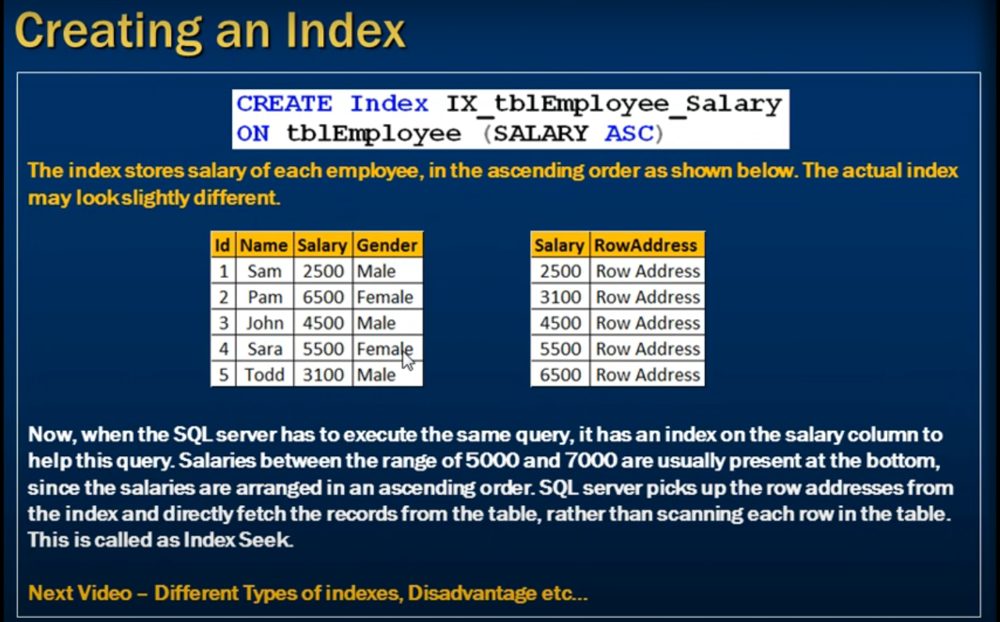 Creating an Index
CREATE Index IX_tblEmployee_Salary
ON tblEmployee (SALARY ASC)
The index stores salary of each employee, in the ascending order as shown below. The actual index
may look slightly different.
Id Name Salary Gender
1 Sam 2500 Male
2 Pam 6500 Female
3 John 4500 Male
4 Sara 5500 Female
5 Todd 3100 Male
Salary RowAddress
2500 Row Address
3100 Row Address
4500 Row Address
5500 Row Address
6500 Row Address
Now, when the SQL server has to execute the same query, it has an index on the salary column to
help this query. Salaries between the range of 5000 and 7000 are usually present at the bottom,
since the salaries are arranged in an ascending order. SQL server picks up the row addresses from
the index and directly fetch the records from the table, rather than scanning each row in the table.
This is called as Index Seek.
Next Video – Different Types of indexes, Disadvantage etc...